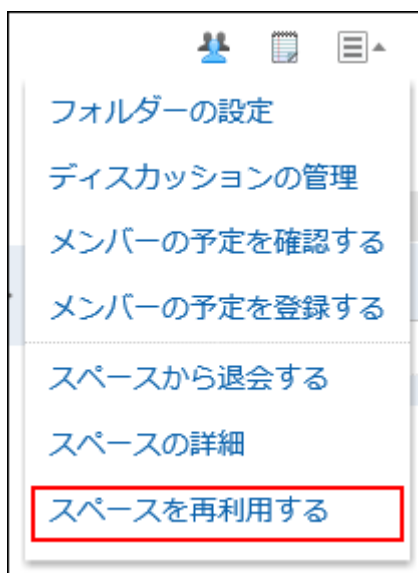 フォルダーの設定
ディスカッションの管理
メンバーの予定を確認する
メンバーの予定を登録する
スペースから退会する
スペースの詳細
スペースを再利用する